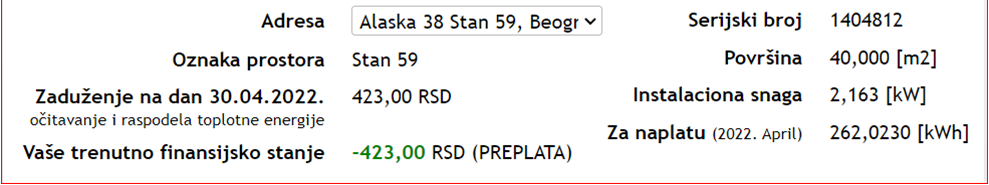 Adresa Alaska 38 Stan 59, Beogr
Oznaka prostora Stan 59
Zaduženje na dan 30.04.2022. 423,00 RSD
očitavanje i raspodela toplotne energije
Vaše trenutno finansijsko stanje -423,00 RSD (PREPLATA)
Serijski broj 1404812
Površina 40,000 [m2]
Instalaciona snaga 2,163 [kW]
Za naplatu (2022. April) 262,0230 [kWh]